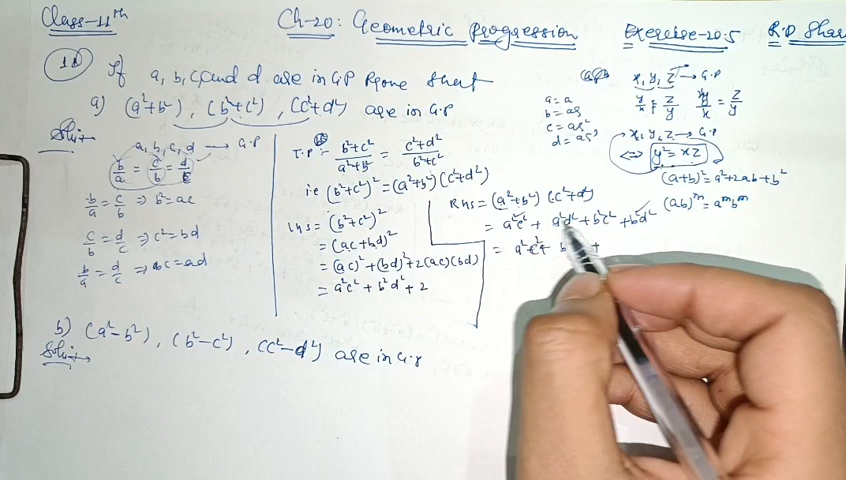 Class-11th Ch-20: Geometric progression Exercise-20.5 R.D Shar
11) If a, b, c, and d are in G.P prove that
a) (a²+b²), (b²+c²), (c²+d²) are in G.P
Soln:-
a, b, c, d → G.P
b/a = c/b = d/c
b/a = c/b ⇒ b²=ac
c/b = d/c ⇒ c²=bd
b/a = d/c ⇒ bc=ad
T.P :- (b²+c²)/(a²+b²) = (c²+d²)/(b²+c²)
i.e (b²+c²)² = (a²+b²)(c²+d²)
LHS = (b²+c²)²
= (ac+bd)²
= (ac)²+(bd)²+2(ac)(bd)
= a²c²+b²d²+2
RHS = (a²+b²)(c²+d²)
= a²c²+a²d²+b²c²+b²d²
= a²c²+ b +
a=a
b=ar
c=ar²
d=ar³
x, y, z → G.P
y/x = z/y y/x = z/y
x, y, z → G.P
⇔ y²=xz
(a+b)²=a²+2ab+b²
(ab)^m=a^m b^m
b) (a²-b²), (b²-c²), (c²-d²) are in G.P
Soln:-